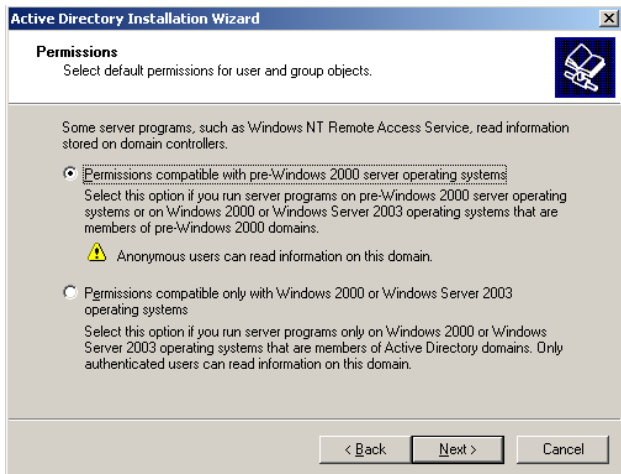 Active Directory Installation Wizard
Permissions
Select default permissions for user and group objects.
Some server programs, such as Windows NT Remote Access Service, read information
stored on domain controllers.
Permissions compatible with pre-Windows 2000 server operating systems
Select this option if you run server programs on pre-Windows 2000 server operating
systems or on Windows 2000 or Windows Server 2003 operating systems that are
members of pre-Windows 2000 domains.
Anonymous users can read information on this domain.
Permissions compatible only with Windows 2000 or Windows Server 2003
operating systems
Select this option if you run server programs only on Windows 2000 or Windows
Server 2003 operating systems that are members of Active Directory domains. Only
authenticated users can read information on this domain.
< Back
Next >
Cancel